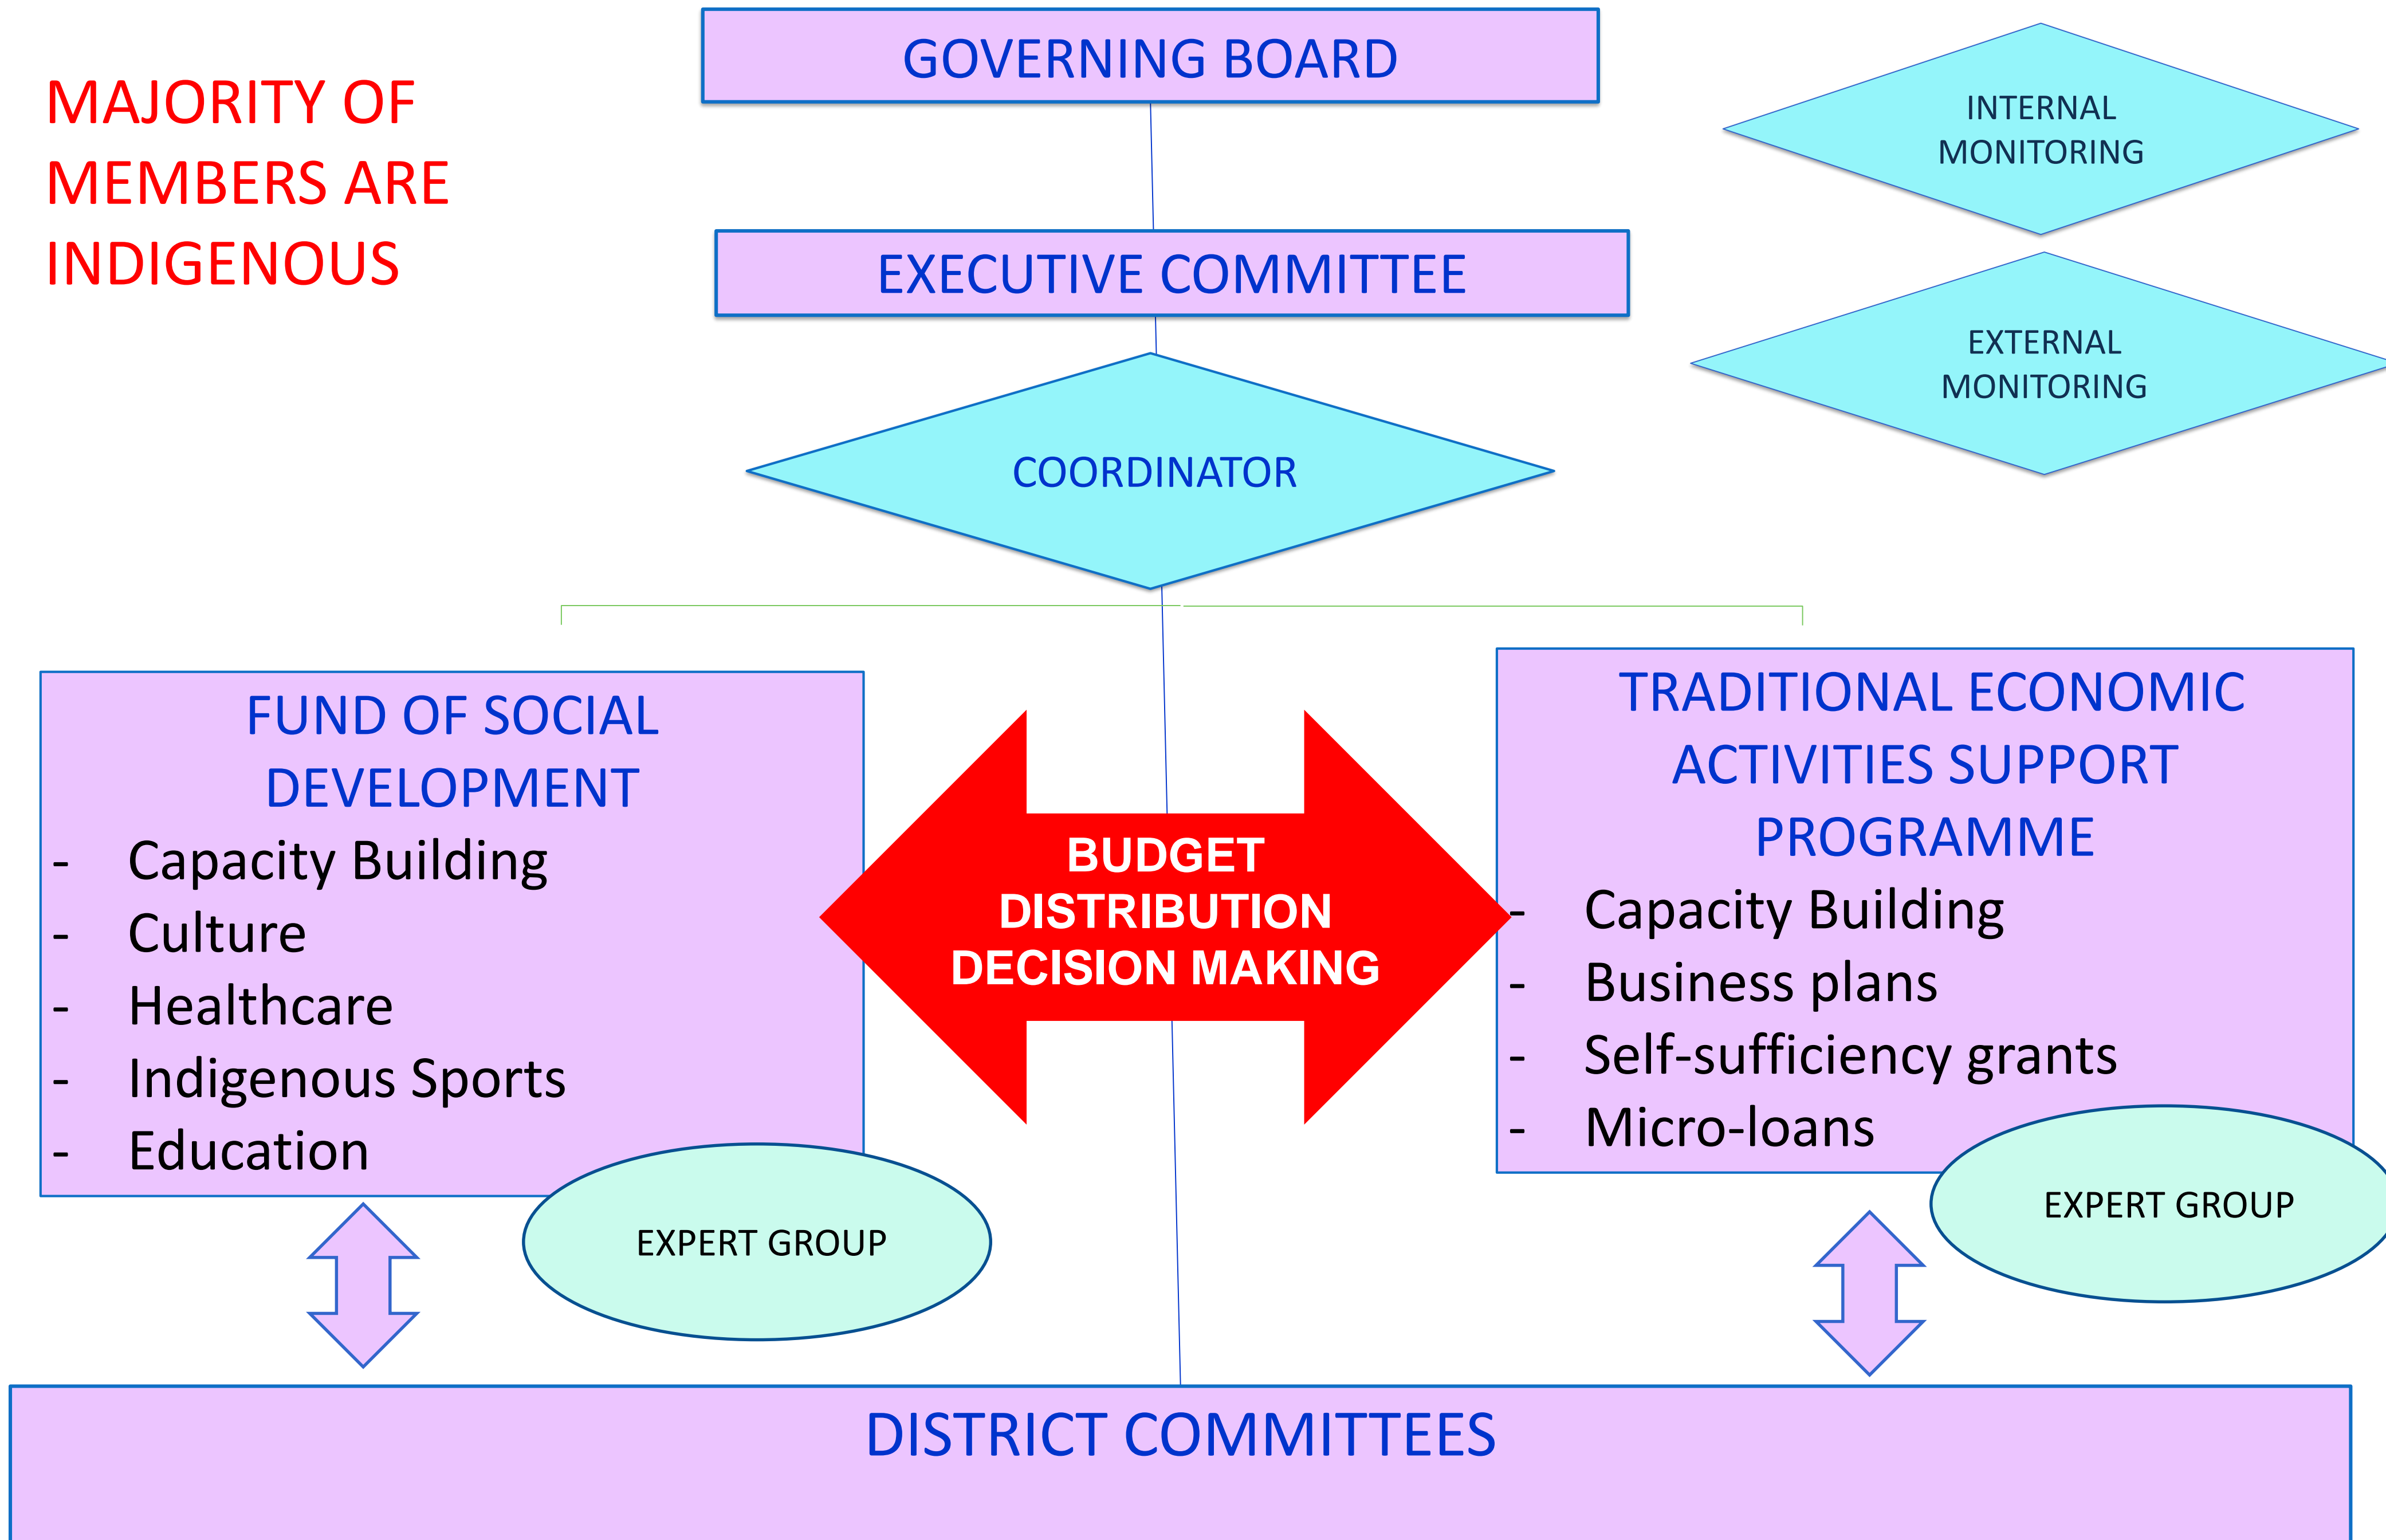 MAJORITY OF
MEMBERS ARE
INDIGENOUS
GOVERNING BOARD
INTERNAL
MONITORING
EXECUTIVE COMMITTEE
EXTERNAL
MONITORING
COORDINATOR
FUND OF SOCIAL
DEVELOPMENT
- Capacity Building
- Culture
- Healthcare
- Indigenous Sports
- Education
BUDGET
DISTRIBUTION
DECISION MAKING
TRADITIONAL ECONOMIC
ACTIVITIES SUPPORT
PROGRAMME
- Capacity Building
- Business plans
- Self-sufficiency grants
- Micro-loans
EXPERT GROUP
EXPERT GROUP
DISTRICT COMMITTEES